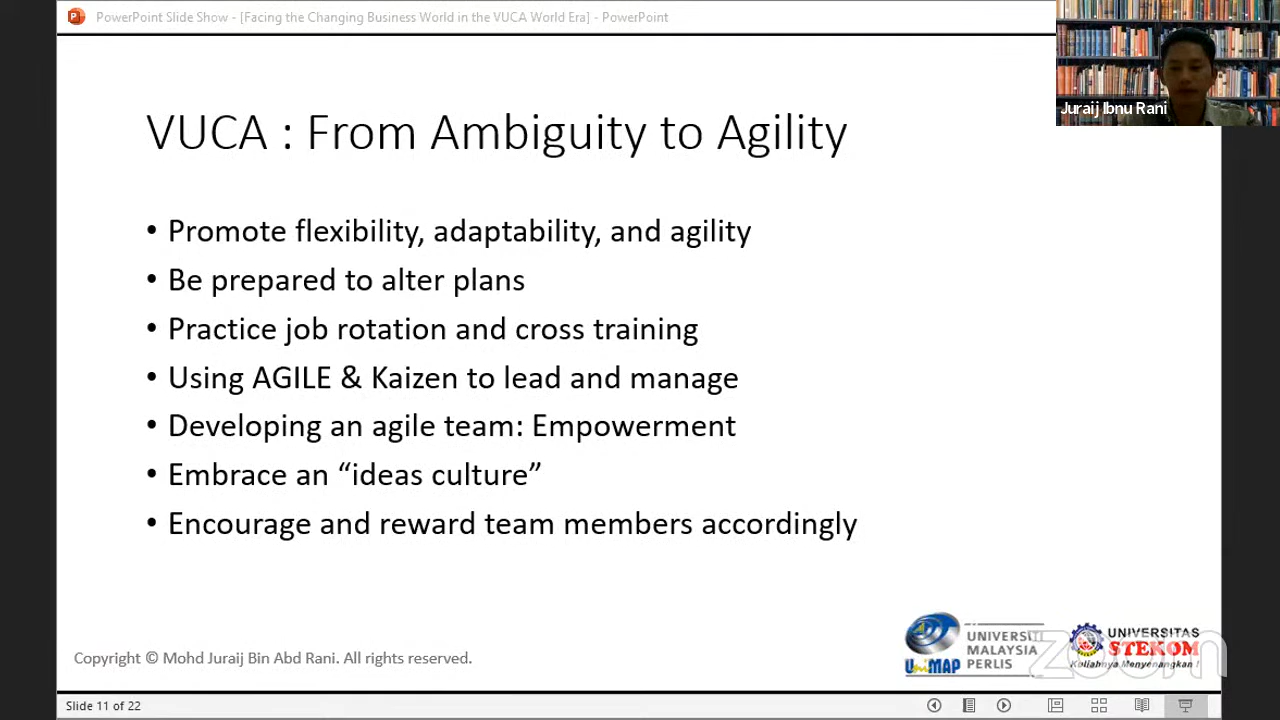 PowerPoint Slide Show - [Facing the Changing Business World in the VUCA World Era] - PowerPoint
Juraij Ibnu Rani
VUCA : From Ambiguity to Agility
• Promote flexibility, adaptability, and agility
• Be prepared to alter plans
• Practice job rotation and cross training
• Using AGILE & Kaizen to lead and manage
• Developing an agile team: Empowerment
• Embrace an “ideas culture”
• Encourage and reward team members accordingly
UniMAP
UNIVERSITI
MALAYSIA
PERLIS
UNIVERSITAS
STEKOM
Kuliahnya Menyenangkan !
zoom
Copyright © Mohd Juraij Bin Abd Rani. All rights reserved.
Slide 11 of 22